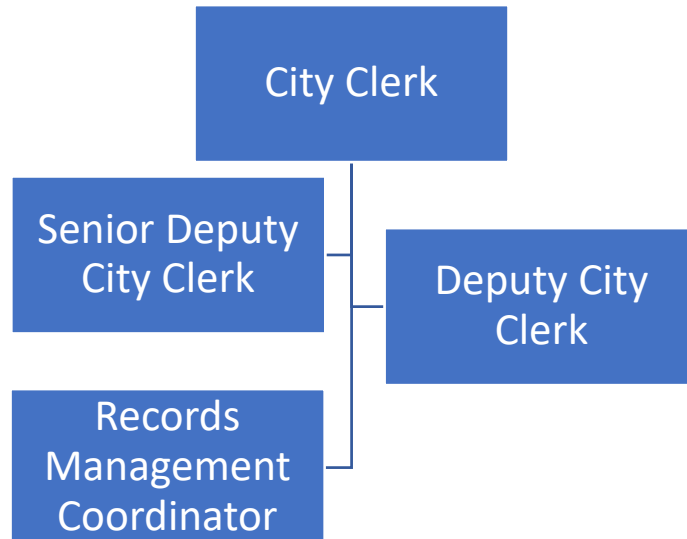 City Clerk
Senior Deputy
City Clerk
Deputy City
Clerk
Records
Management
Coordinator